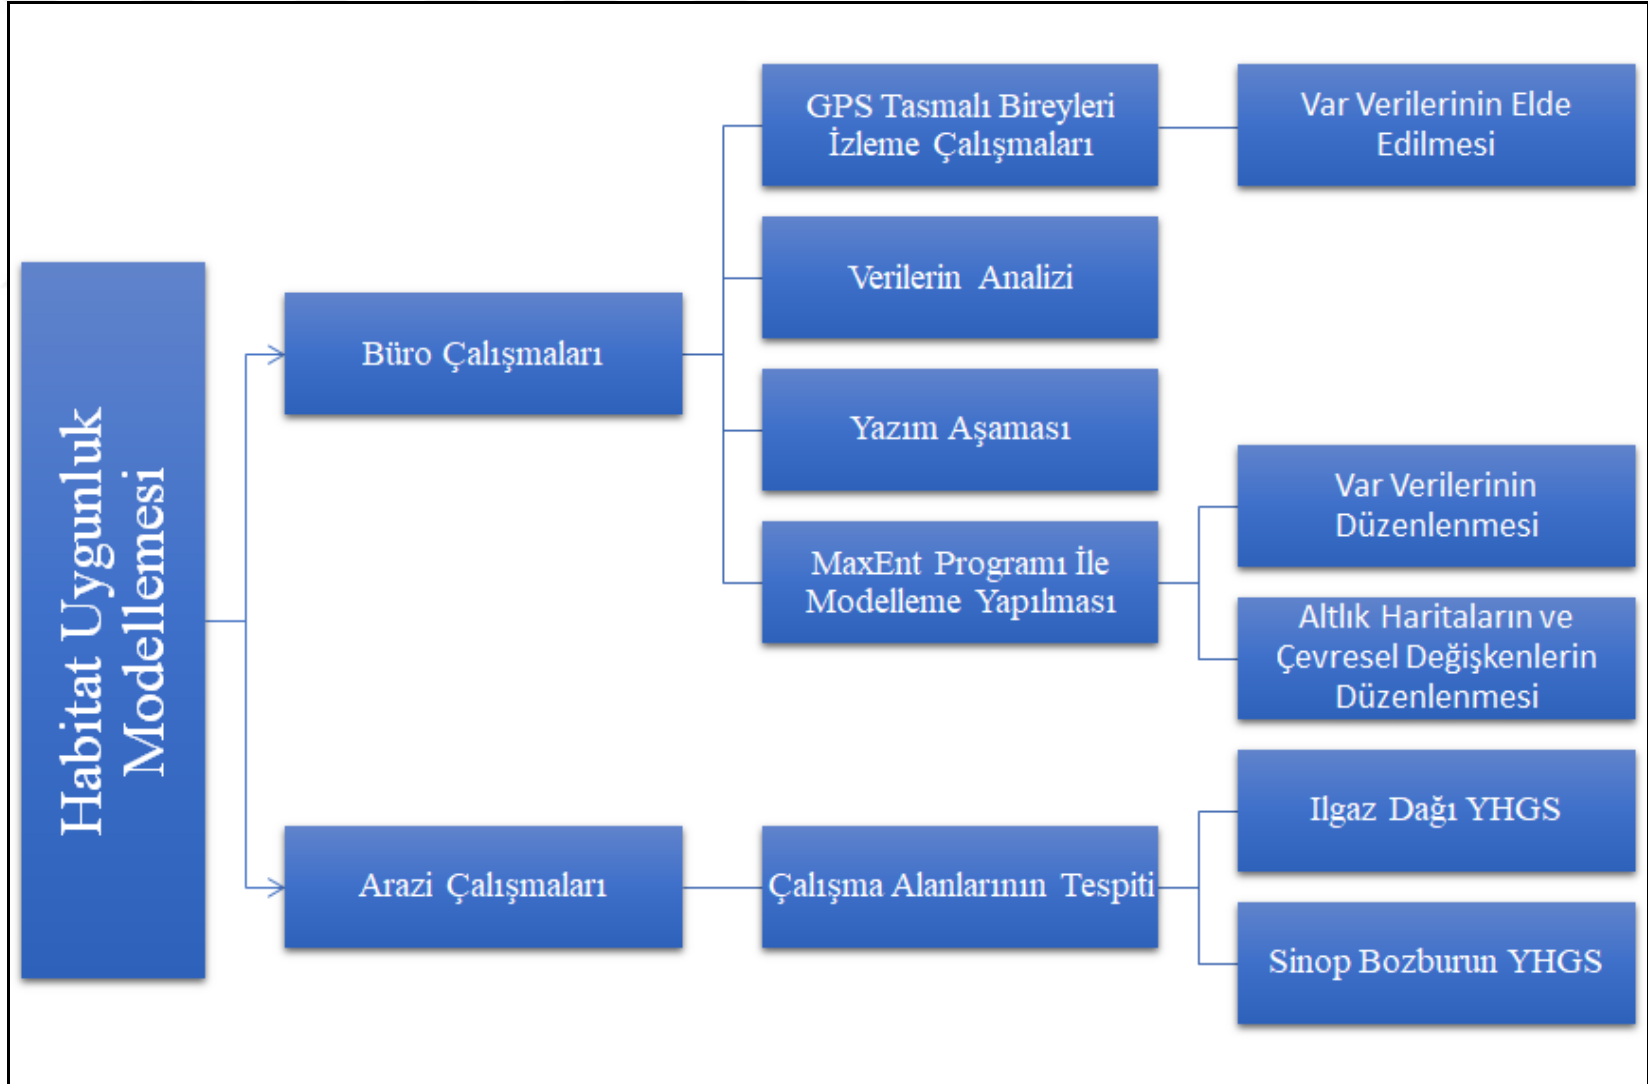 Habitat Uygunluk
Modellemesi
Büro Çalışmaları
GPS Tasmalı Bireyleri
İzleme Çalışmaları
Var Verilerinin Elde
Edilmesi
Verilerin Analizi
Yazım Aşaması
MaxEnt Programı İle
Modelleme Yapılması
Var Verilerinin
Düzenlenmesi
Altlık Haritaların ve
Çevresel Değişkenlerin
Düzenlenmesi
Arazi Çalışmaları
Çalışma Alanlarının Tespiti
Ilgaz Dağı YHGS
Sinop Bozburun YHGS